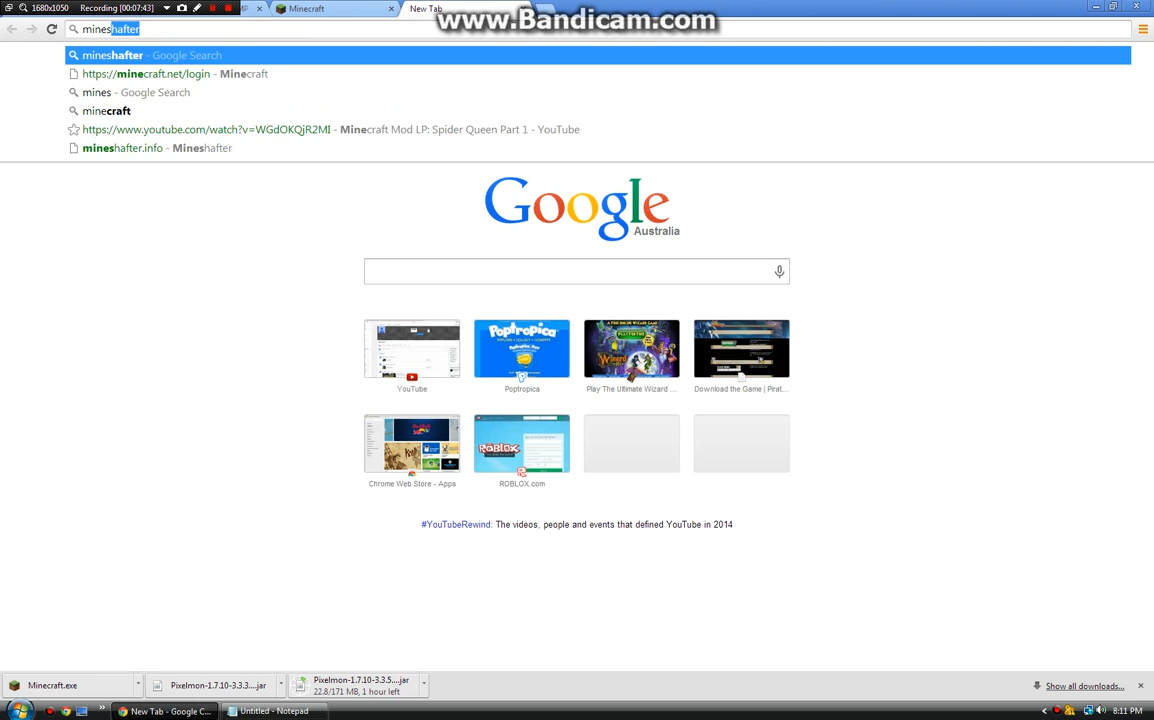 1680x1050 Recording [00:07:43]
Minecraft
New Tab
www.Bandicam.com
mineshafter
mineshafter - Google Search
https://minecraft.net/login - Minecraft
mines - Google Search
minecraft
https://www.youtube.com/watch?v=WGdOKQjR2MI - Minecraft Mod LP: Spider Queen Part 1 - YouTube
mineshafter.info - Mineshafter
Google
Australia
YouTube
Poptropica
Play The Ultimate Wizard ...
Download the Game | Pirat...
Chrome Web Store - Apps
ROBLOX.com
#YouTubeRewind: The videos, people and events that defined YouTube in 2014
Minecraft.exe
Pixelmon-1.7.10-3.3.3....jar
Pixelmon-1.7.10-3.3.5....jar
22.8/171 MB, 1 hour left
Show all downloads...
New Tab - Google C...
Untitled - Notepad
8:11 PM